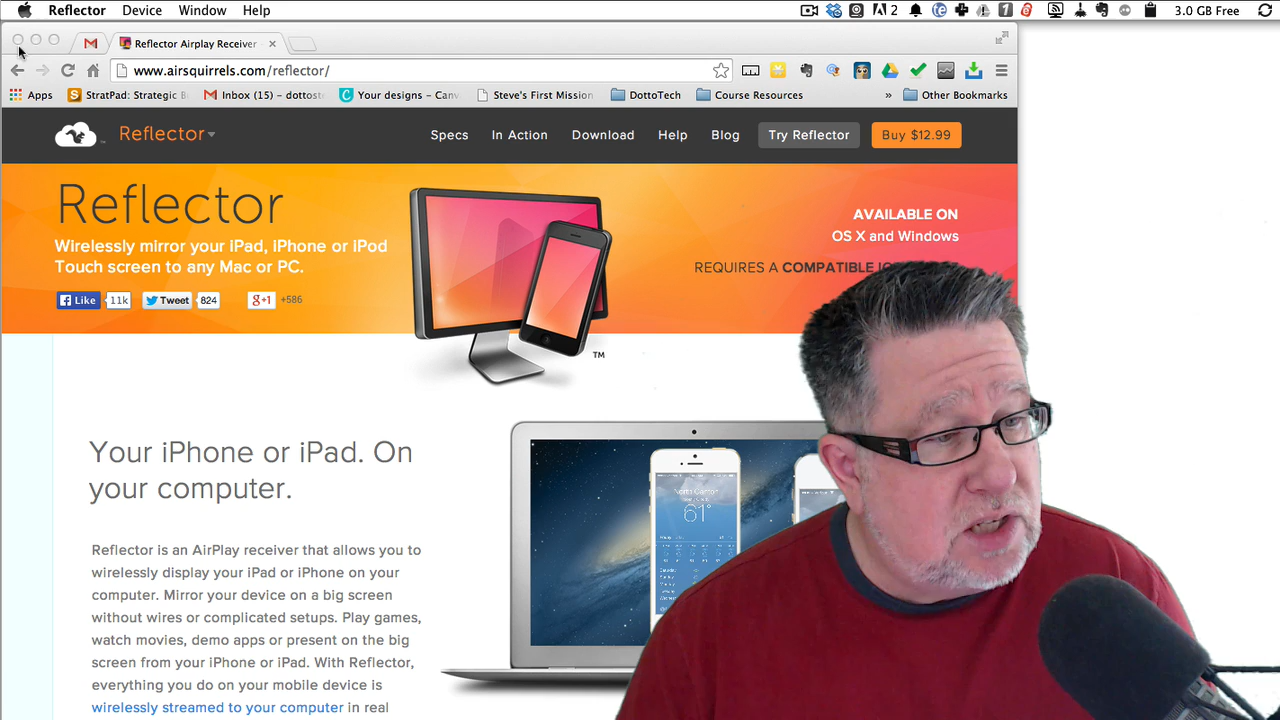 Reflector Device Window Help 2 1 3.0 GB Free
Reflector Airplay Receiver
www.airsquirrels.com/reflector/
Apps StratPad: Strategic B Inbox (15) – dottost Your designs – Canv Steve's First Mission DottoTech Course Resources » Other Bookmarks
Reflector Specs In Action Download Help Blog Try Reflector Buy $12.99
Reflector
Wirelessly mirror your iPad, iPhone or iPod
Touch screen to any Mac or PC.
Like 11k Tweet 824 g+1 +586
AVAILABLE ON
OS X and Windows
REQUIRES A COMPATIBLE
TM
Your iPhone or iPad. On
your computer.
North Canton
61°
Reflector is an AirPlay receiver that allows you to
wirelessly display your iPad or iPhone on your
computer. Mirror your device on a big screen
without wires or complicated setups. Play games,
watch movies, demo apps or present on the big
screen from your iPhone or iPad. With Reflector,
everything you do on your mobile device is
wirelessly streamed to your computer in real